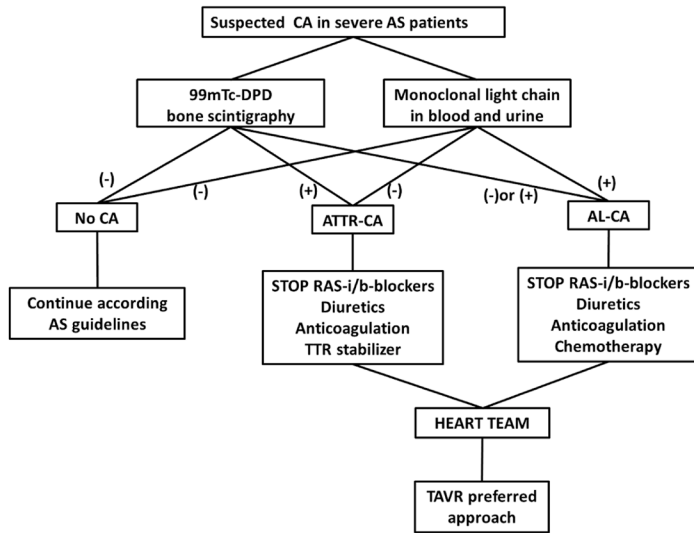 Suspected CA in severe AS patients
99mTc-DPD
bone scintigraphy
Monoclonal light chain
in blood and urine
(-)
(-)
(+)
(-)
(-)or (+)
(+)
No CA
ATTR-CA
AL-CA
Continue according
AS guidelines
STOP RAS-i/b-blockers
Diuretics
Anticoagulation
TTR stabilizer
STOP RAS-i/b-blockers
Diuretics
Anticoagulation
Chemotherapy
HEART TEAM
TAVR preferred
approach